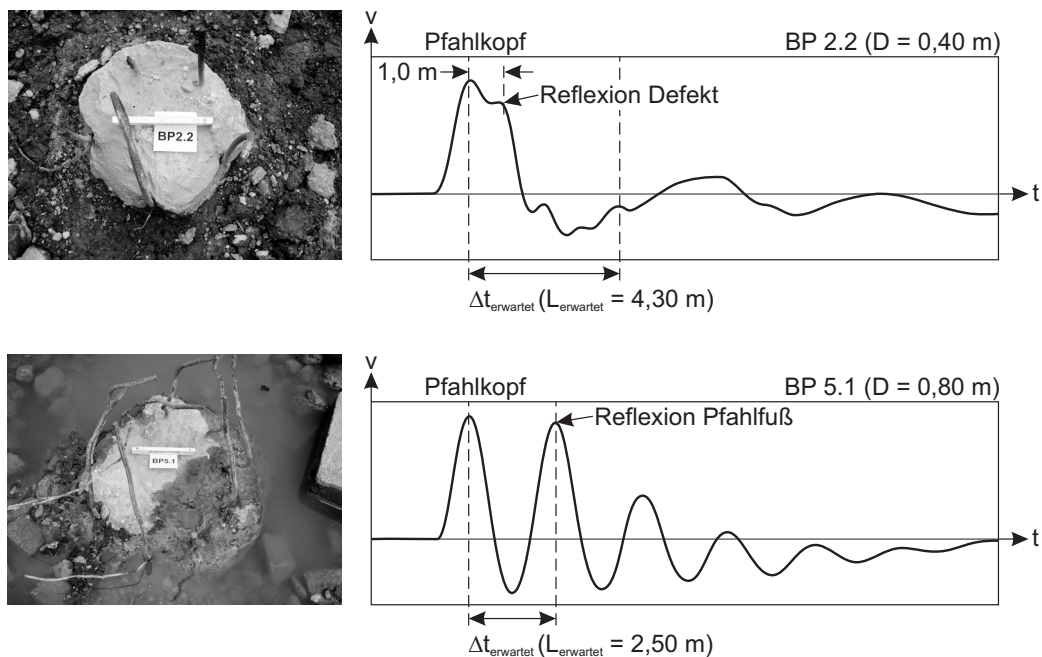 BP2.2
v
Pfahlkopf
BP 2.2 (D = 0,40 m)
1,0 m
Reflexion Defekt
t
Δt_erwartet (L_erwartet = 4,30 m)
BP5.1
v
Pfahlkopf
BP 5.1 (D = 0,80 m)
Reflexion Pfahlfuß
t
Δt_erwartet (L_erwartet = 2,50 m)